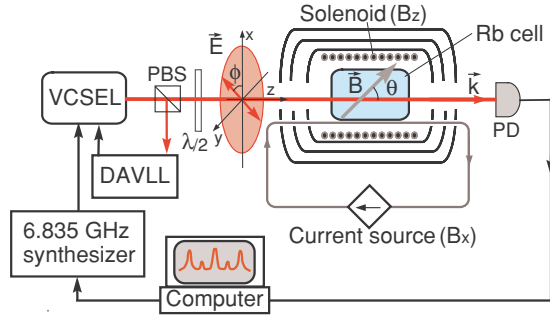 Solenoid (Bz)
Rb cell
E
x
ϕ
PBS
VCSEL
z
B
θ
k
y
λ/2
PD
DAVLL
6.835 GHz
synthesizer
Current source (Bx)
Computer